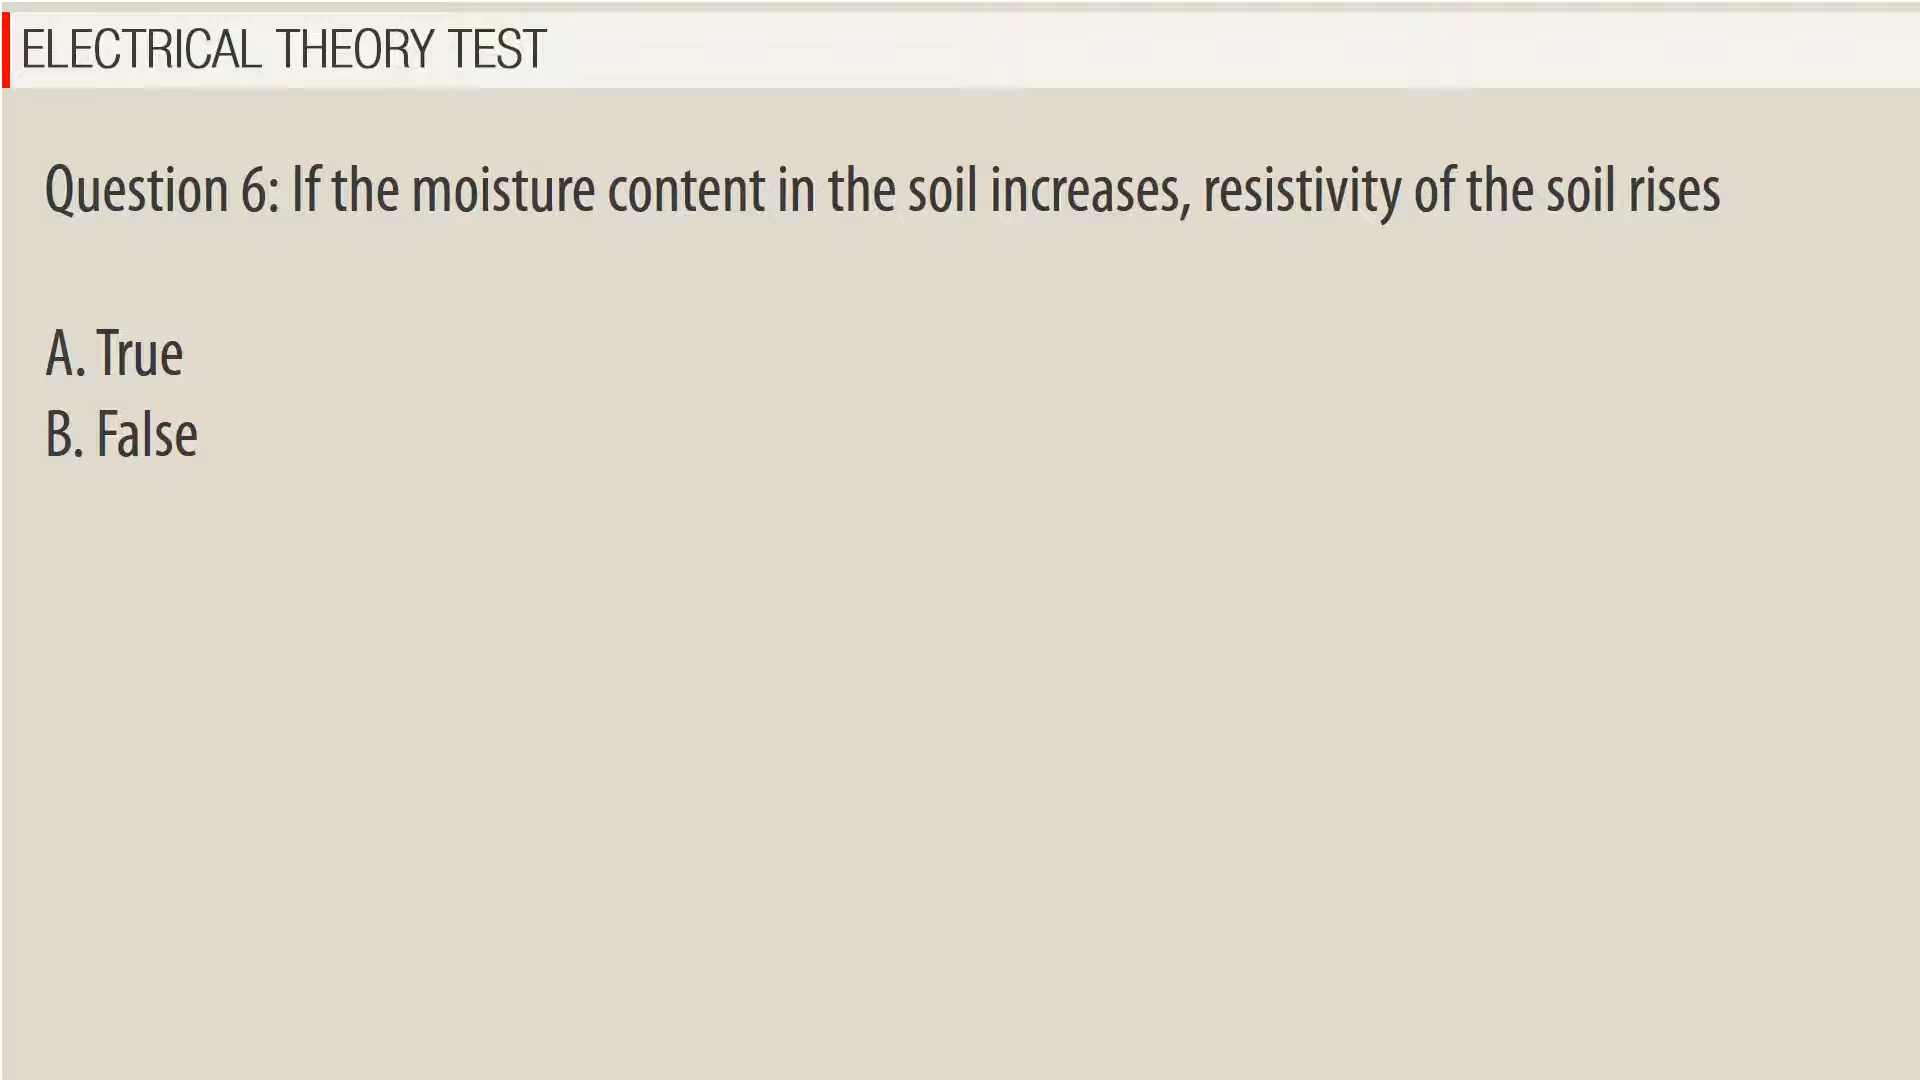 ELECTRICAL THEORY TEST
Question 6: If the moisture content in the soil increases, resistivity of the soil rises
A. True
B. False